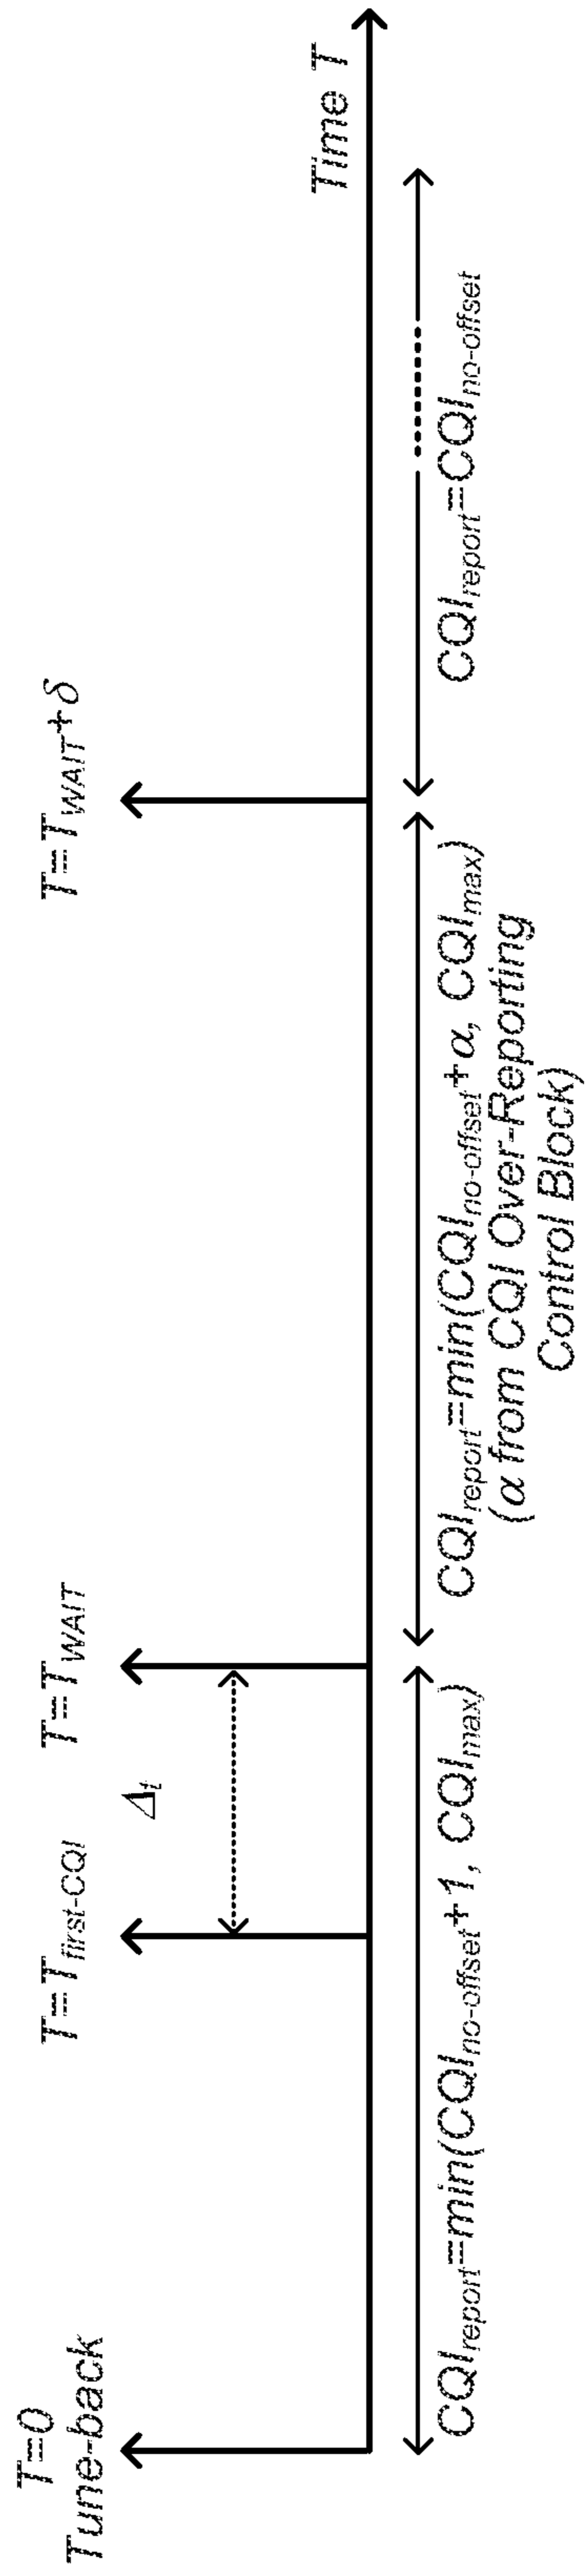 T=0
Tune-back
T=T_first-CQI
Δ_t
T=T_WAIT
T=T_WAIT+δ
Time T
CQI_report=min(CQI_no-offset+1, CQI_max)
CQI_report=min(CQI_no-offset+α, CQI_max)
(α from CQI Over-Reporting
Control Block)
CQI_report=CQI_no-offset